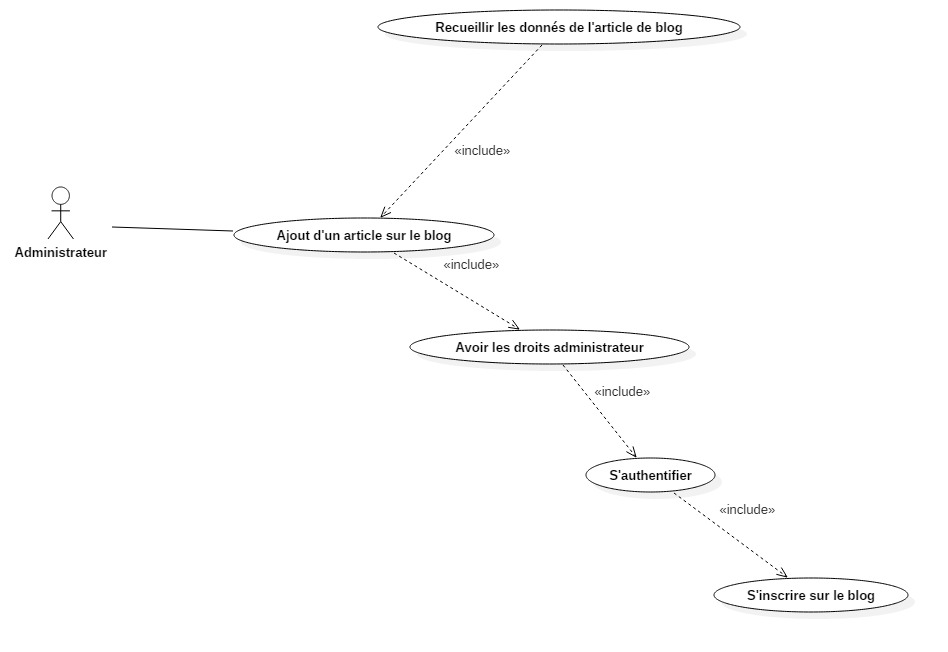 Recueillir les donnés de l'article de blog
«include»
Administrateur
Ajout d'un article sur le blog
«include»
Avoir les droits administrateur
«include»
S'authentifier
«include»
S'inscrire sur le blog